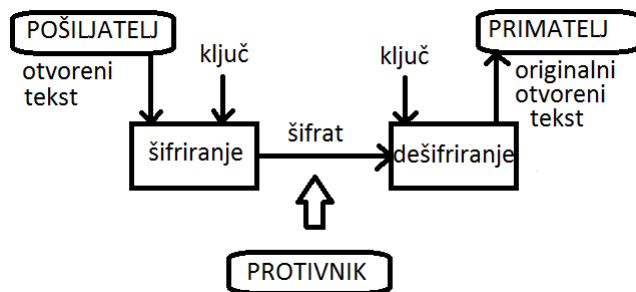 POŠILJATELJ
PRIMATELJ
otvoreni
tekst
ključ
ključ
originalni
otvoreni
tekst
šifriranje
šifrat
dešifriranje
PROTIVNIK